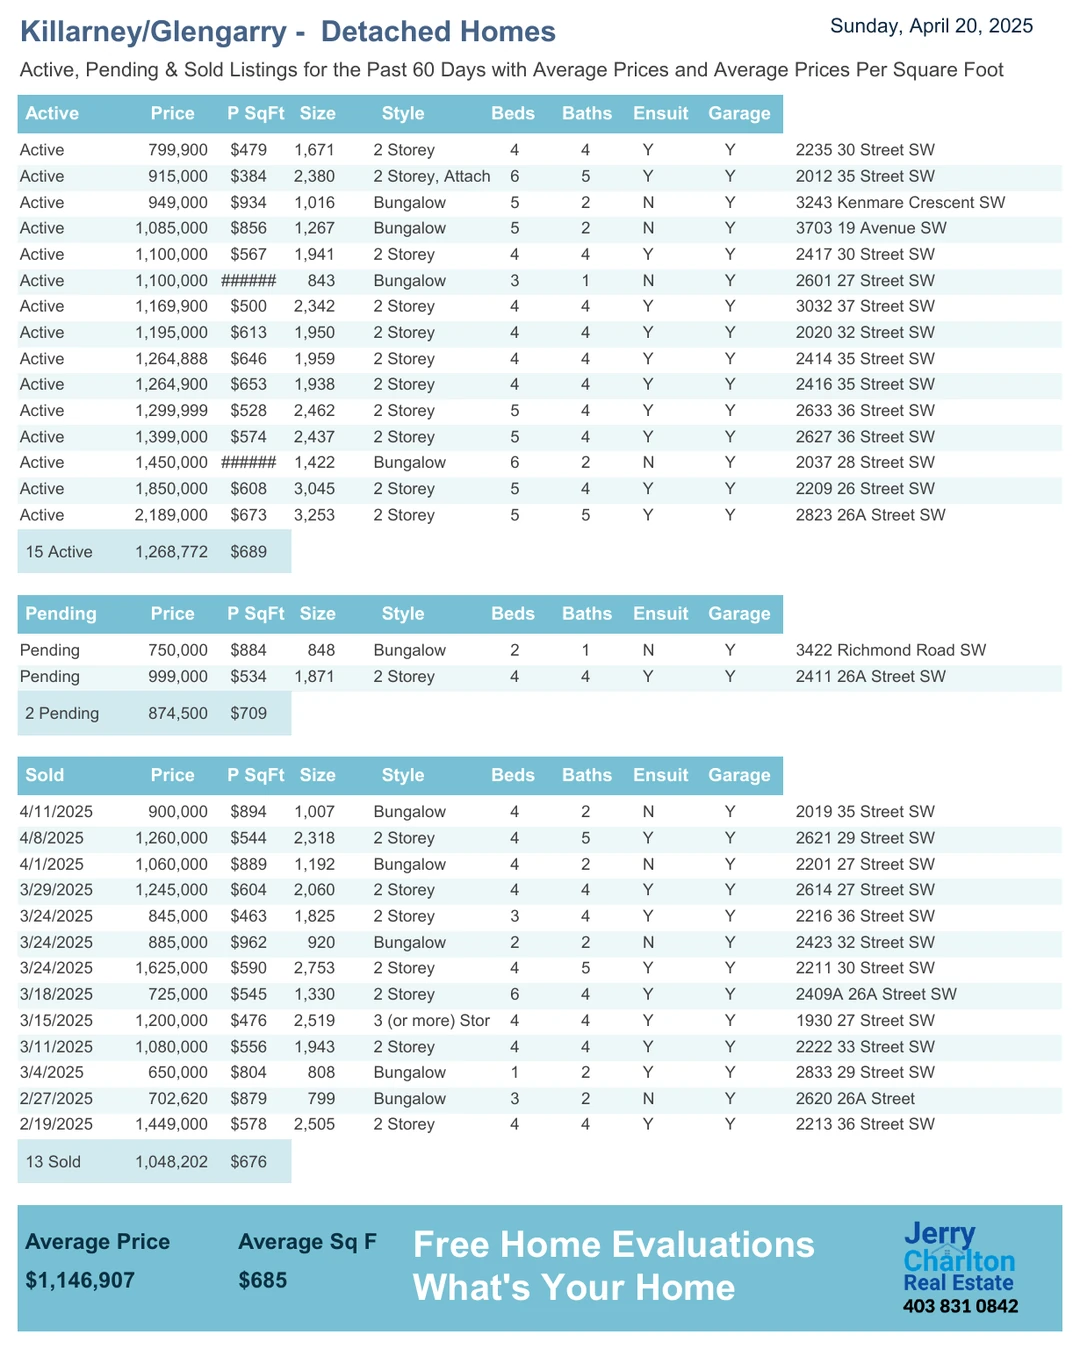 Killarney/Glengarry -  Detached Homes
Sunday, April 20, 2025
Active, Pending & Sold Listings for the Past 60 Days with Average Prices and Average Prices Per Square Foot
Active Price P SqFt Size Style Beds Baths Ensuit Garage
Active 799,900 $479 1,671 2 Storey 4 4 Y Y 2235 30 Street SW
Active 915,000 $384 2,380 2 Storey, Attach 6 5 Y Y 2012 35 Street SW
Active 949,000 $934 1,016 Bungalow 5 2 N Y 3243 Kenmare Crescent SW
Active 1,085,000 $856 1,267 Bungalow 5 2 N Y 3703 19 Avenue SW
Active 1,100,000 $567 1,941 2 Storey 4 4 Y Y 2417 30 Street SW
Active 1,100,000 ###### 843 Bungalow 3 1 N Y 2601 27 Street SW
Active 1,169,900 $500 2,342 2 Storey 4 4 Y Y 3032 37 Street SW
Active 1,195,000 $613 1,950 2 Storey 4 4 Y Y 2020 32 Street SW
Active 1,264,888 $646 1,959 2 Storey 4 4 Y Y 2414 35 Street SW
Active 1,264,900 $653 1,938 2 Storey 4 4 Y Y 2416 35 Street SW
Active 1,299,999 $528 2,462 2 Storey 5 4 Y Y 2633 36 Street SW
Active 1,399,000 $574 2,437 2 Storey 5 4 Y Y 2627 36 Street SW
Active 1,450,000 ###### 1,422 Bungalow 6 2 N Y 2037 28 Street SW
Active 1,850,000 $608 3,045 2 Storey 5 4 Y Y 2209 26 Street SW
Active 2,189,000 $673 3,253 2 Storey 5 5 Y Y 2823 26A Street SW
15 Active 1,268,772 $689
Pending Price P SqFt Size Style Beds Baths Ensuit Garage
Pending 750,000 $884 848 Bungalow 2 1 N Y 3422 Richmond Road SW
Pending 999,000 $534 1,871 2 Storey 4 4 Y Y 2411 26A Street SW
2 Pending 874,500 $709
Sold Price P SqFt Size Style Beds Baths Ensuit Garage
4/11/2025 900,000 $894 1,007 Bungalow 4 2 N Y 2019 35 Street SW
4/8/2025 1,260,000 $544 2,318 2 Storey 4 5 Y Y 2621 29 Street SW
4/1/2025 1,060,000 $889 1,192 Bungalow 4 2 N Y 2201 27 Street SW
3/29/2025 1,245,000 $604 2,060 2 Storey 4 4 Y Y 2614 27 Street SW
3/24/2025 845,000 $463 1,825 2 Storey 3 4 Y Y 2216 36 Street SW
3/24/2025 885,000 $962 920 Bungalow 2 2 N Y 2423 32 Street SW
3/24/2025 1,625,000 $590 2,753 2 Storey 4 5 Y Y 2211 30 Street SW
3/18/2025 725,000 $545 1,330 2 Storey 6 4 Y Y 2409A 26A Street SW
3/15/2025 1,200,000 $476 2,519 3 (or more) Stor 4 4 Y Y 1930 27 Street SW
3/11/2025 1,080,000 $556 1,943 2 Storey 4 4 Y Y 2222 33 Street SW
3/4/2025 650,000 $804 808 Bungalow 1 2 Y Y 2833 29 Street SW
2/27/2025 702,620 $879 799 Bungalow 3 2 N Y 2620 26A Street
2/19/2025 1,449,000 $578 2,505 2 Storey 4 4 Y Y 2213 36 Street SW
13 Sold 1,048,202 $676
Average Price Average Sq F
$1,146,907 $685
Free Home Evaluations
What's Your Home
Jerry
Charlton
Real Estate
403 831 0842